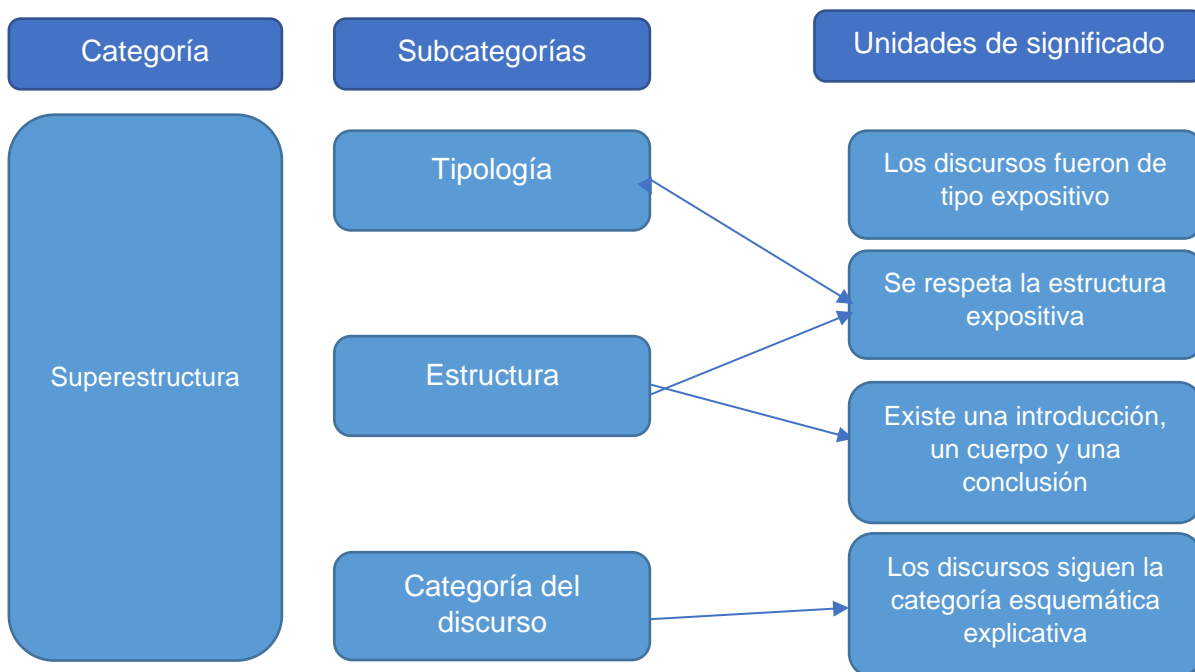 Categoría
Subcategorías
Unidades de significado
Superestructura
Tipología
Estructura
Categoría del
discurso
Los discursos fueron de
tipo expositivo
Se respeta la estructura
expositiva
Existe una introducción,
un cuerpo y una
conclusión
Los discursos siguen la
categoría esquemática
explicativa